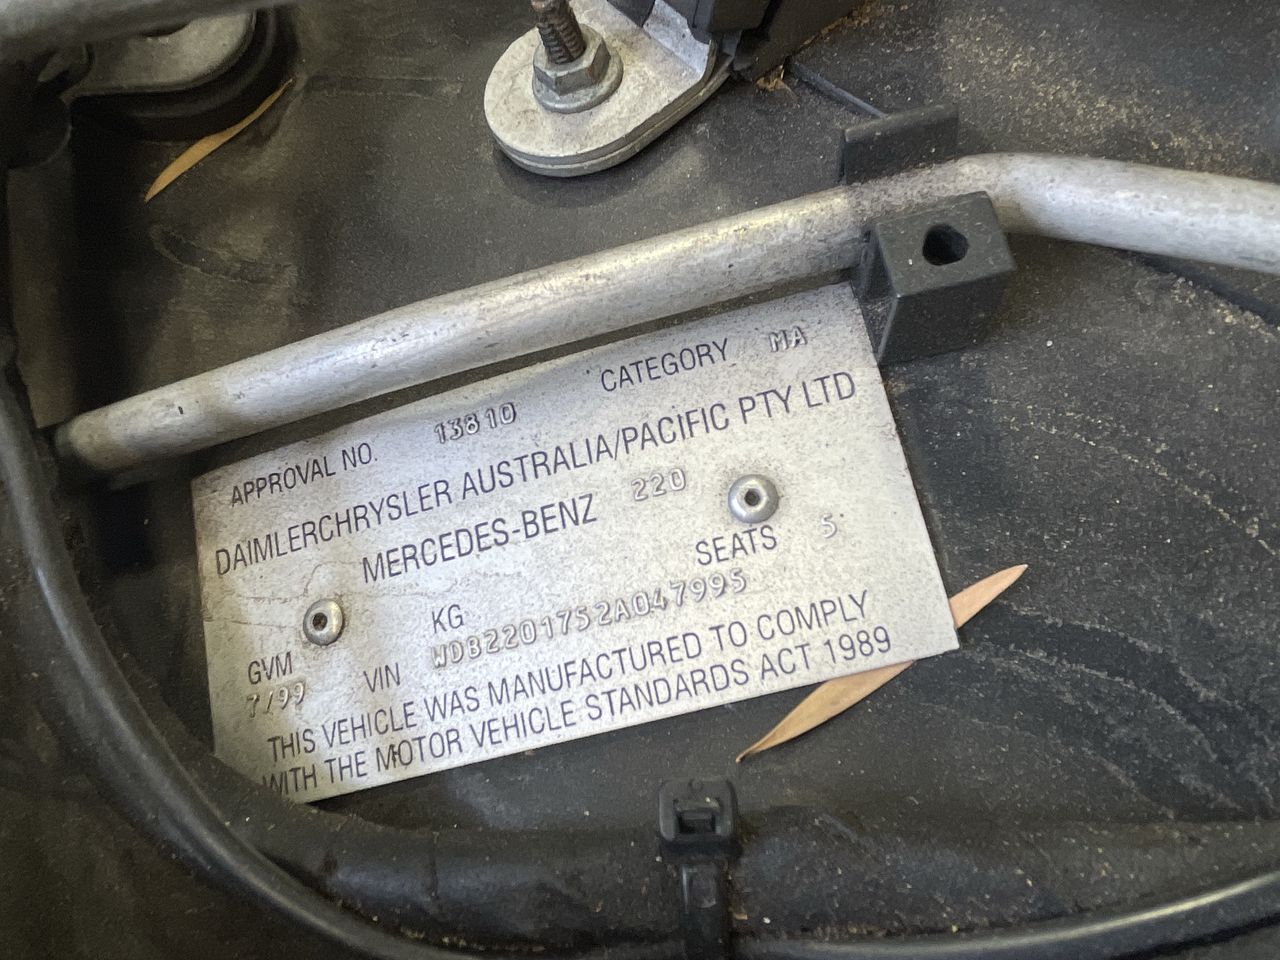 APPROVAL NO. 13810 CATEGORY MA
DAIMLERCHRYSLER AUSTRALIA/PACIFIC PTY LTD
MERCEDES-BENZ 220
SEATS 5
GVM KG
7/99 VIN WDB2201752A047995
THIS VEHICLE WAS MANUFACTURED TO COMPLY
WITH THE MOTOR VEHICLE STANDARDS ACT 1989